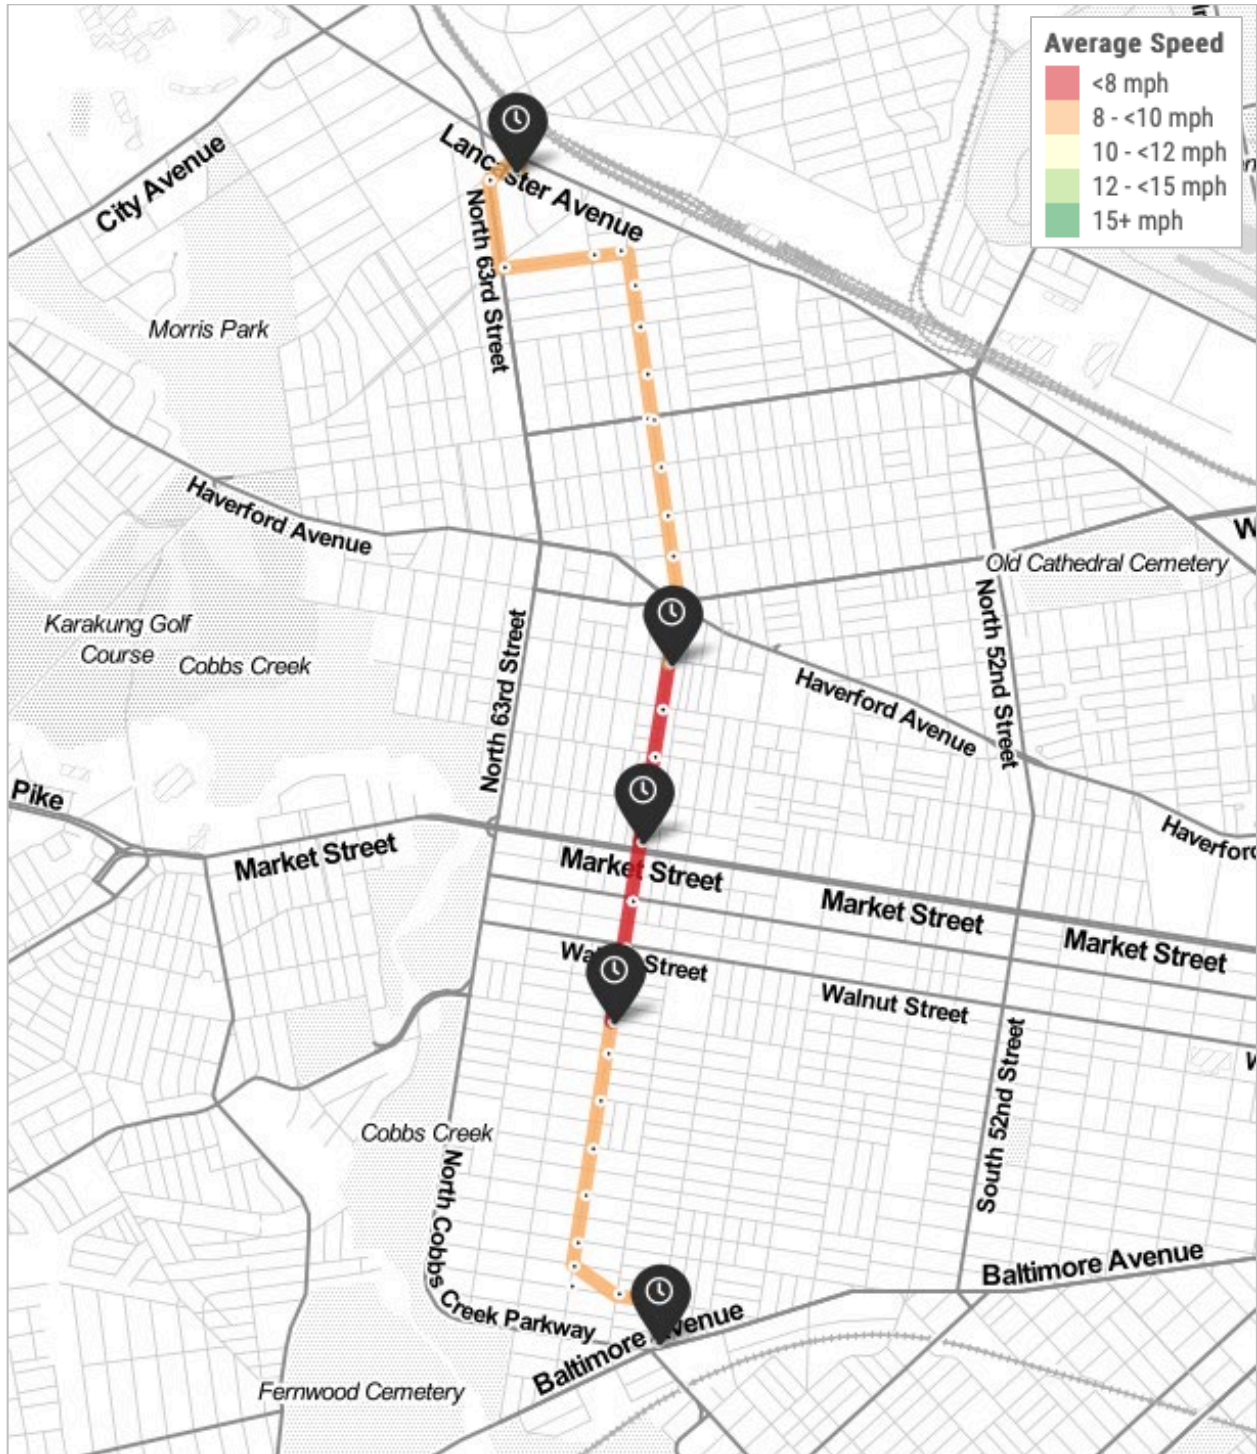 Average Speed
<8 mph
8 - <10 mph
10 - <12 mph
12 - <15 mph
15+ mph
City Avenue
Lancaster Avenue
North 63rd Street
Morris Park
Haverford Avenue
Old Cathedral Cemetery
W
Karakung Golf
Course
Cobbs Creek
North 63rd Street
North 52nd Street
Haverford Avenue
Pike
Market Street
Market Street
Market Street
Market Street
Haverford
Street
Walnut Street
South 52nd Street
Cobbs Creek
North Cobbs Creek Parkway
Baltimore Avenue
Baltimore Avenue
Fernwood Cemetery